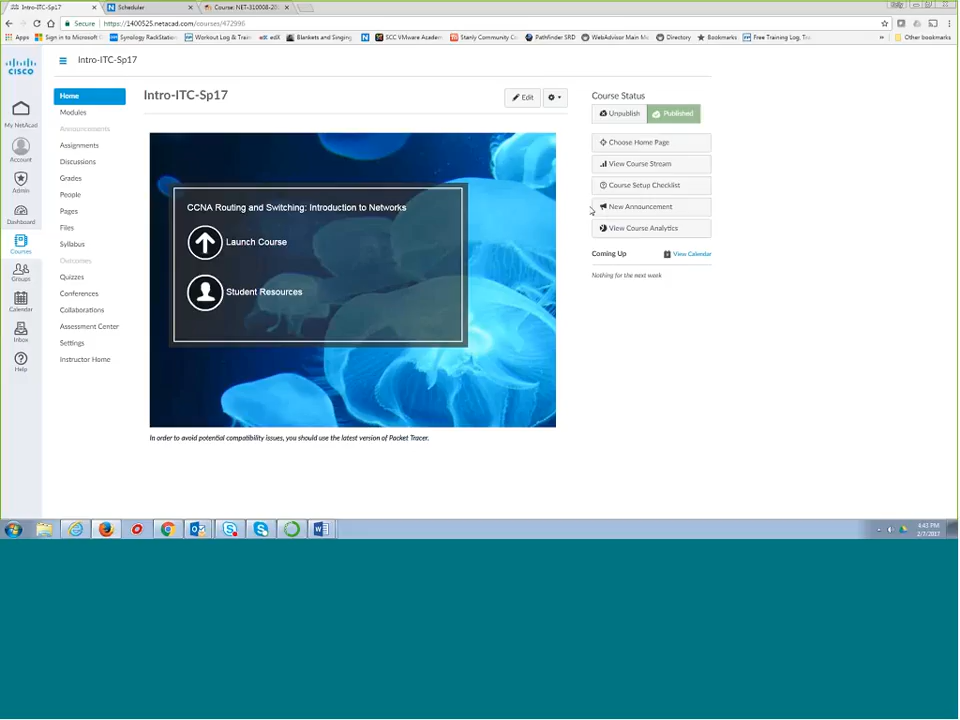 Intro-ITC-Sp17
Scheduler
Course: NET-310008-20
Secure https://1400525.netacad.com/courses/472996
Apps Sign in to Microsoft Synology RackStation Workout Log & Train edX Blankets and Singing SCC VMware Academ Stanly Community Co Pathfinder SRD WebAdvisor Main M Directory Bookmarks Free Training Log, Tr » Other bookmarks
CISCO
My NetAcad
Account
Admin
Dashboard
Courses
Groups
Calendar
Inbox
Help
Intro-ITC-Sp17
Home
Modules
Announcements
Assignments
Discussions
Grades
People
Pages
Files
Syllabus
Outcomes
Quizzes
Conferences
Collaborations
Assessment Center
Settings
Instructor Home
Intro-ITC-Sp17
Edit
CCNA Routing and Switching: Introduction to Networks
Launch Course
Student Resources
In order to avoid potential compatibility issues, you should use the latest version of Packet Tracer.
Course Status
Unpublish Published
Choose Home Page
View Course Stream
Course Setup Checklist
New Announcement
View Course Analytics
Coming Up View Calendar
Nothing for the next week
4:43 PM
2/7/2017